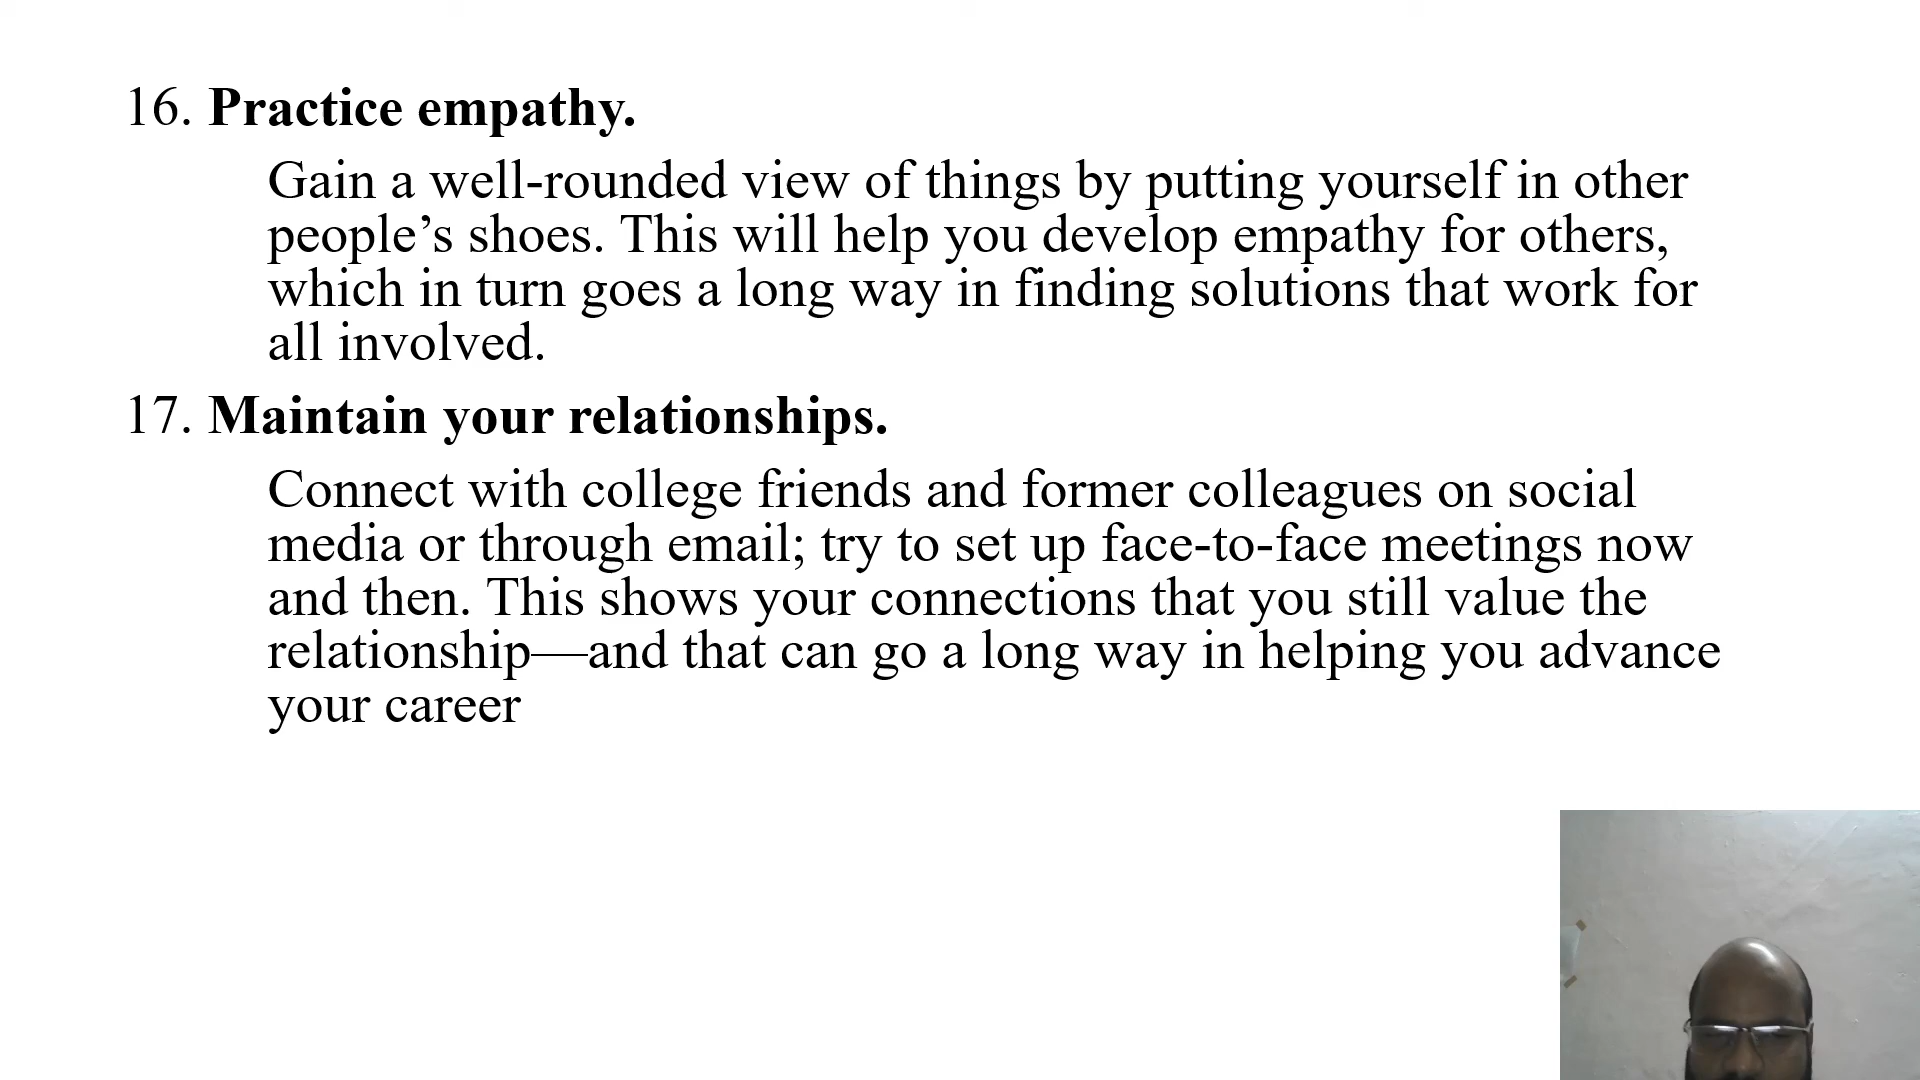 16. Practice empathy.
Gain a well-rounded view of things by putting yourself in other
people’s shoes. This will help you develop empathy for others,
which in turn goes a long way in finding solutions that work for
all involved.
17. Maintain your relationships.
Connect with college friends and former colleagues on social
media or through email; try to set up face-to-face meetings now
and then. This shows your connections that you still value the
relationship—and that can go a long way in helping you advance
your career